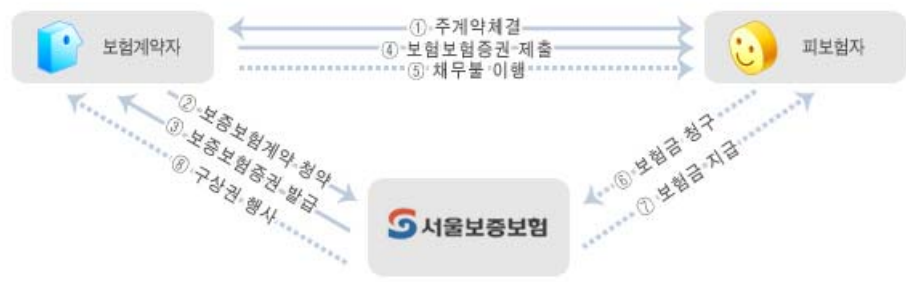 보험계약자
① 주계약체결
④ 보험보험증권 제출
⑤ 채무불 이행
피보험자
② 보증보험계약 청약
③ 보증보험증권 발급
⑧ 구상권 행사
⑥ 보험금 청구
⑦ 보험금 지급
서울보증보험